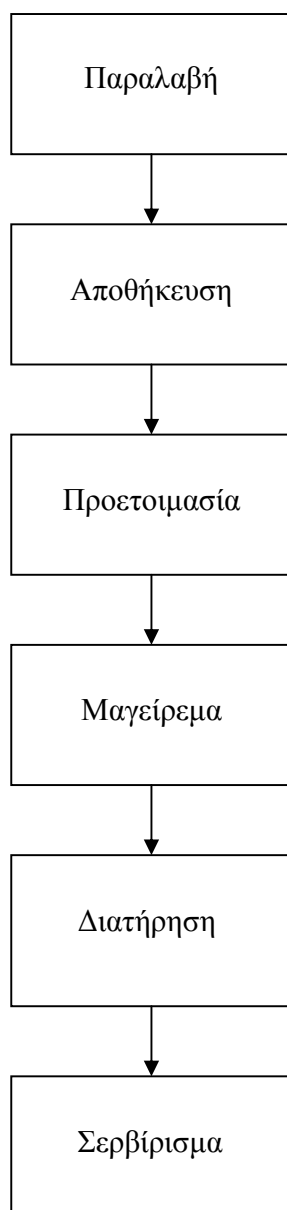 Παραλαβή
Αποθήκευση
Προετοιμασία
Μαγείρεμα
Διατήρηση
Σερβίρισμα